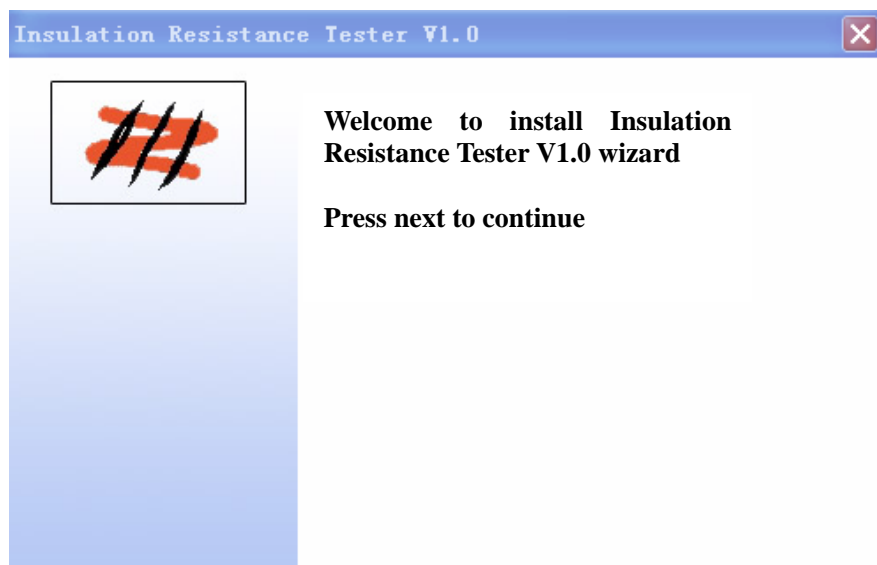 Insulation Resistance Tester V1.0
Welcome to install Insulation
Resistance Tester V1.0 wizard
Press next to continue